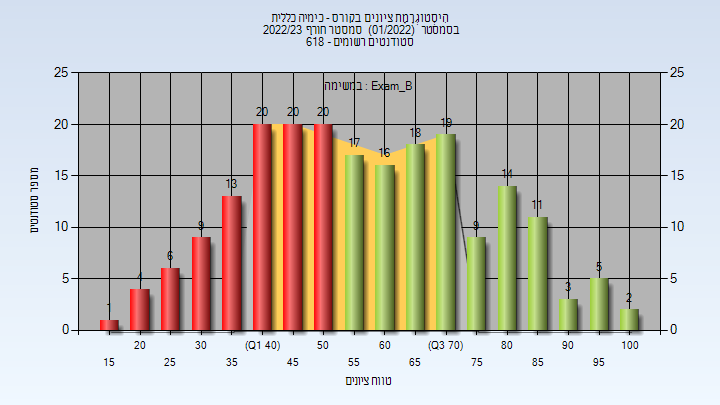 היסטוגרמת ציונים בקורס - כימיה כללית
בסמסטר (01/2022) סמסטר חורף 2022/23
סטודנטים רשומים - 618
במשימה : Exam_B
25 25
20 20
15 15
10 10
5 5
0 0
1 4 6 9 13 20 20 20 17 16 18 19 9 14 11 3 5 2
מספר סטודנטים
20 30 (Q1 40) 50 60 (Q3 70) 80 90 100
15 25 35 45 55 65 75 85 95
טווח ציונים